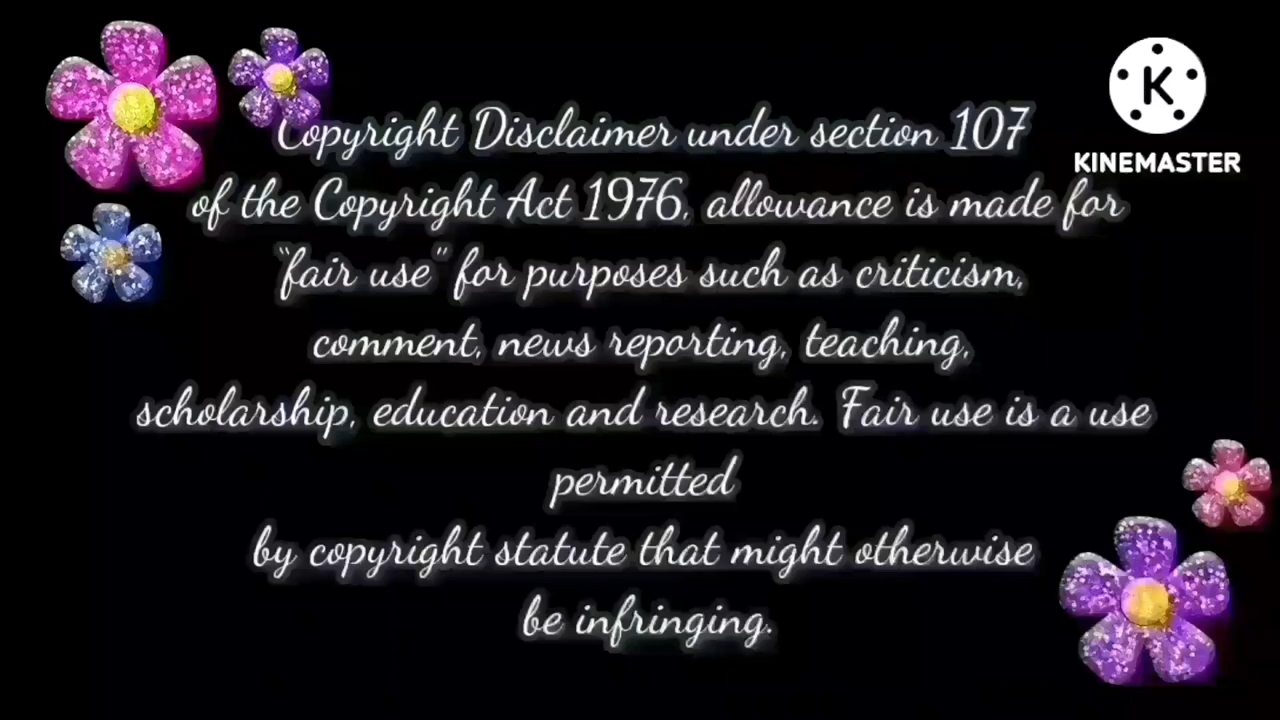 Copyright Disclaimer under section 107
of the Copyright Act 1976, allowance is made for
“fair use” for purposes such as criticism,
comment, news reporting, teaching,
scholarship, education and research. Fair use is a use
permitted
by copyright statute that might otherwise
be infringing.
K
KINEMASTER